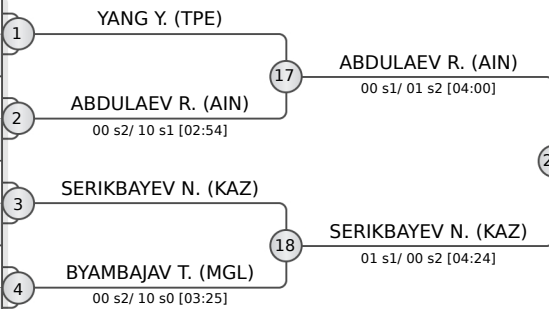 YANG Y. (TPE)
1
17
ABDULAEV R. (AIN)
00 s1/ 01 s2 [04:00]
ABDULAEV R. (AIN)
2
00 s2/ 10 s1 [02:54]
SERIKBAYEV N. (KAZ)
3
18
SERIKBAYEV N. (KAZ)
01 s1/ 00 s2 [04:24]
BYAMBAJAV T. (MGL)
4
00 s2/ 10 s0 [03:25]